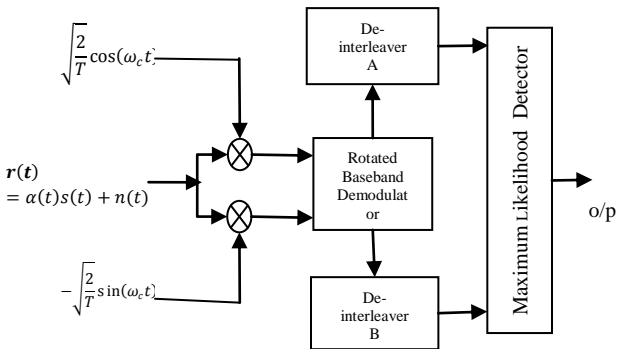 √(2/T) cos(ω_c t)
De-
interleaver
A
r(t)
= α(t)s(t) + n(t)
Rotated
Baseband
Demodulat
or
Maximum Likelihood Detector
o/p
−√(2/T) sin(ω_c t)
De-
interleaver
B